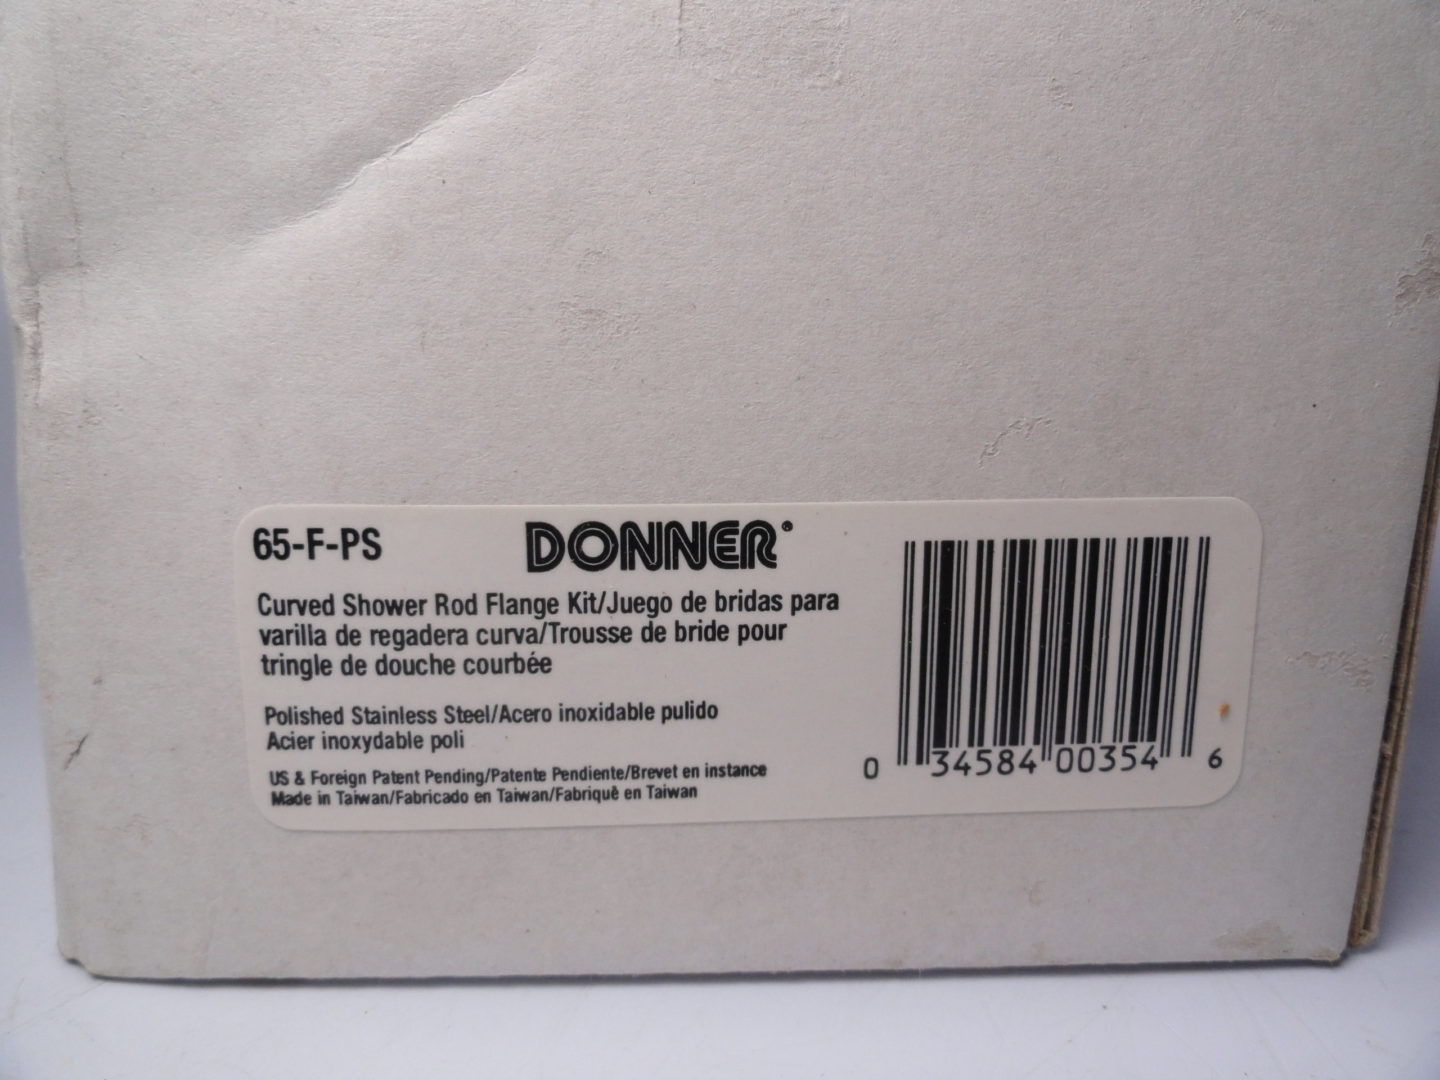 65-F-PS
DONNER®
Curved Shower Rod Flange Kit/Juego de bridas para
varilla de regadera curva/Trousse de bride pour
tringle de douche courbée
Polished Stainless Steel/Acero inoxidable pulido
Acier inoxydable poli
US & Foreign Patent Pending/Patente Pendiente/Brevet en instance
Made in Taiwan/Fabricado en Taiwan/Fabriquê en Taiwan
0 34584 00354 6